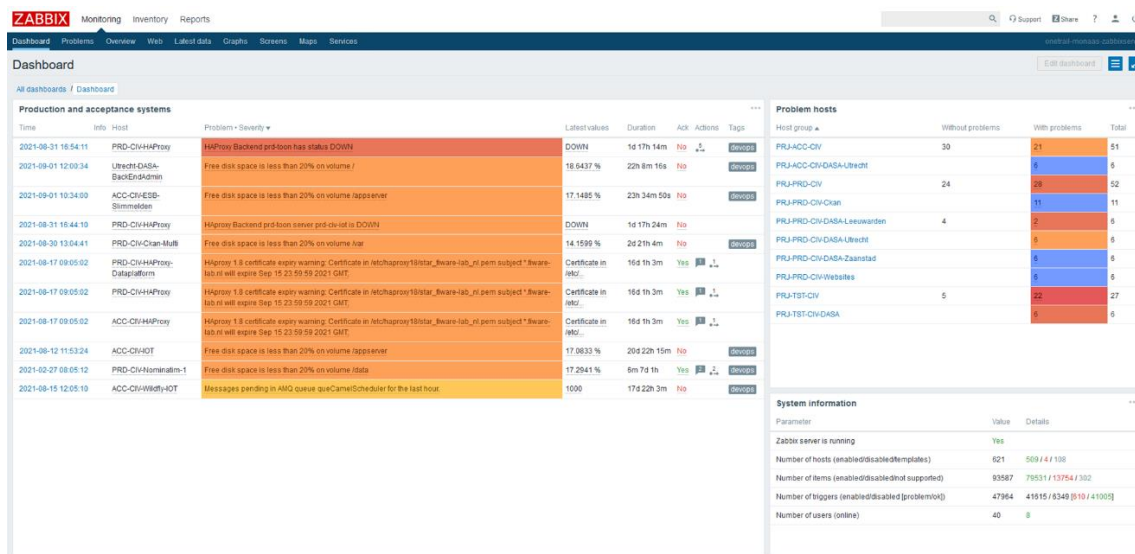 ZABBIX Monitoring Inventory Reports Support Share ?
Dashboard Problems Overview Web Latest data Graphs Screens Maps Services
Dashboard Edit dashboard
All dashboards / Dashboard
Production and acceptance systems
Time Info Host Problem • Severity Latest values Duration Ack Actions Tags
2021-08-31 16:54:11 PRD-CIV-HAProxy HAProxy Backend prd-toon has status DOWN DOWN 1d 17h 14m No 5 devops
2021-09-01 12:00:34 Utrecht-DASA- Free disk space is less than 20% on volume / 18.6437 % 22h 8m 16s No devops
BackEndAdmin
2021-09-01 10:34:00 ACC-CIV-ESB- Free disk space is less than 20% on volume /appserver 17.1485 % 23h 34m 50s No devops
Slimmelden
2021-08-31 16:44:10 PRD-CIV-HAProxy HAproxy Backend prd-toon server prd-civ-iot is DOWN DOWN 1d 17h 24m No
2021-08-30 13:04:41 PRD-CIV-Ckan-Multi Free disk space is less than 20% on volume /var 14.1599 % 2d 21h 4m No devops
2021-08-17 09:05:02 PRD-CIV-HAProxy- HAproxy 1.8 certificate expiry warning: Certificate in /etc/haproxy18/star_fiware-lab_nl.pem subject *.fiware- Certificate in 16d 1h 3m Yes 1 1
Dataplatform lab.nl will expire Sep 15 23:59:59 2021 GMT; /etc/...
2021-08-17 09:05:02 PRD-CIV-HAProxy HAproxy 1.8 certificate expiry warning: Certificate in /etc/haproxy18/star_fiware-lab_nl.pem subject *.fiware- Certificate in 16d 1h 3m Yes 1 1
lab.nl will expire Sep 15 23:59:59 2021 GMT; /etc/...
2021-08-17 09:05:02 ACC-CIV-HAProxy HAproxy 1.8 certificate expiry warning: Certificate in /etc/haproxy18/star_fiware-lab_nl.pem subject *.fiware- Certificate in 16d 1h 3m Yes 1 1
lab.nl will expire Sep 15 23:59:59 2021 GMT; /etc/...
2021-08-12 11:53:24 ACC-CIV-IOT Free disk space is less than 20% on volume /appserver 17.0833 % 20d 22h 15m No devops
2021-02-27 08:05:12 PRD-CIV-Nominatim-1 Free disk space is less than 20% on volume /data 17.2941 % 6m 7d 1h Yes 2 2 devops
2021-08-15 12:05:10 ACC-CIV-Wildfly-IOT Messages pending in AMQ queue queCamelScheduler for the last hour. 1000 17d 22h 3m No devops
Problem hosts
Host group Without problems With problems Total
PRJ-ACC-CIV 30 21 51
PRJ-ACC-CIV-DASA-Utrecht 6 6
PRJ-PRD-CIV 24 28 52
PRJ-PRD-CIV-Ckan 11 11
PRJ-PRD-CIV-DASA-Leeuwarden 4 2 6
PRJ-PRD-CIV-DASA-Utrecht 6 6
PRJ-PRD-CIV-DASA-Zaanstad 6 6
PRJ-PRD-CIV-Websites 6 6
PRJ-TST-CIV 5 22 27
PRJ-TST-CIV-DASA 6 6
System information
Parameter Value Details
Zabbix server is running Yes
Number of hosts (enabled/disabled/templates) 621 509 / 4 / 108
Number of items (enabled/disabled/not supported) 93587 79531 / 13754 / 302
Number of triggers (enabled/disabled [problem/ok]) 47964 41615 / 6349 [610 / 41005]
Number of users (online) 40 8